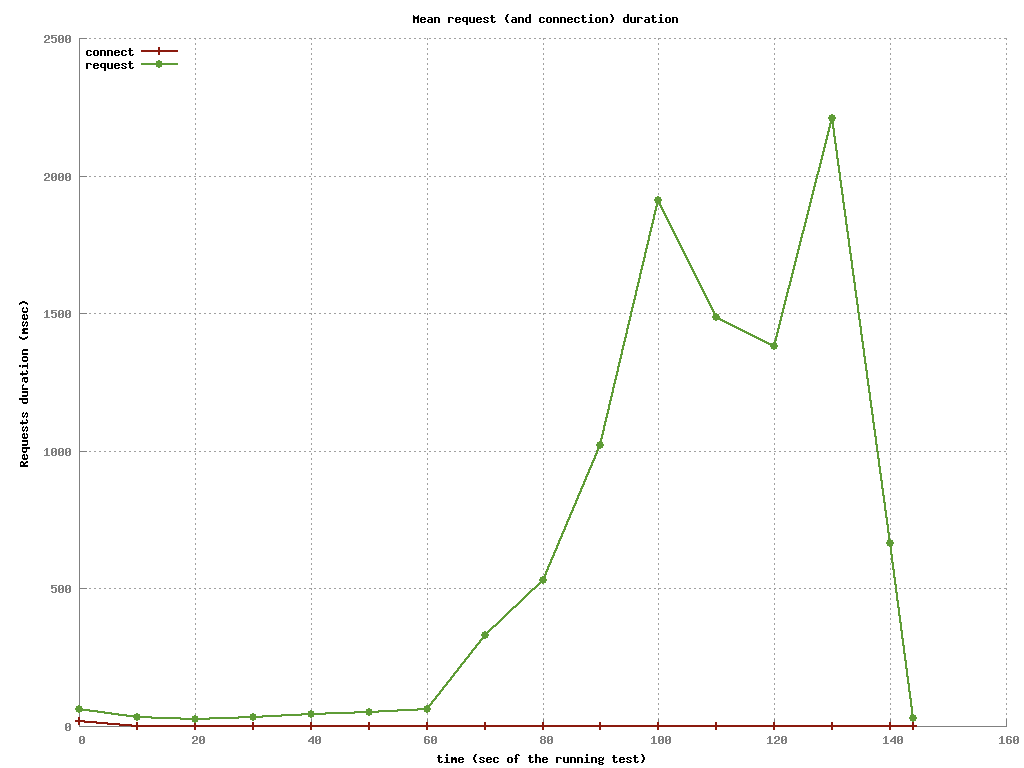 Mean request (and connection) duration
2500
connect
request
2000
1500
Requests duration (msec)
1000
500
0
0 20 40 60 80 100 120 140 160
time (sec of the running test)